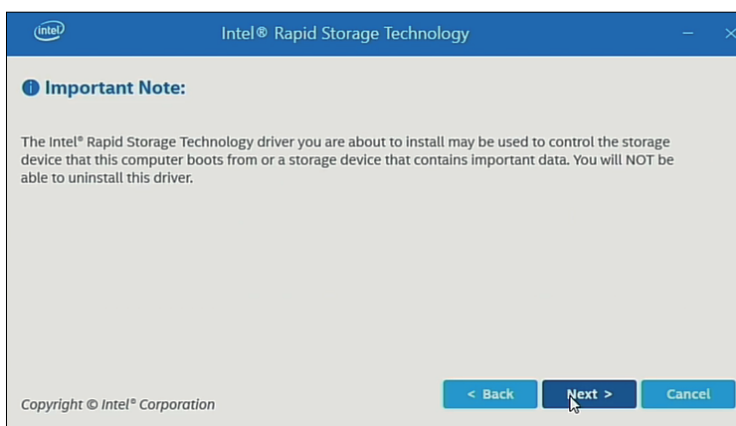 intel
Intel® Rapid Storage Technology
Important Note:
The Intel® Rapid Storage Technology driver you are about to install may be used to control the storage
device that this computer boots from or a storage device that contains important data. You will NOT be
able to uninstall this driver.
< Back Next > Cancel
Copyright © Intel® Corporation